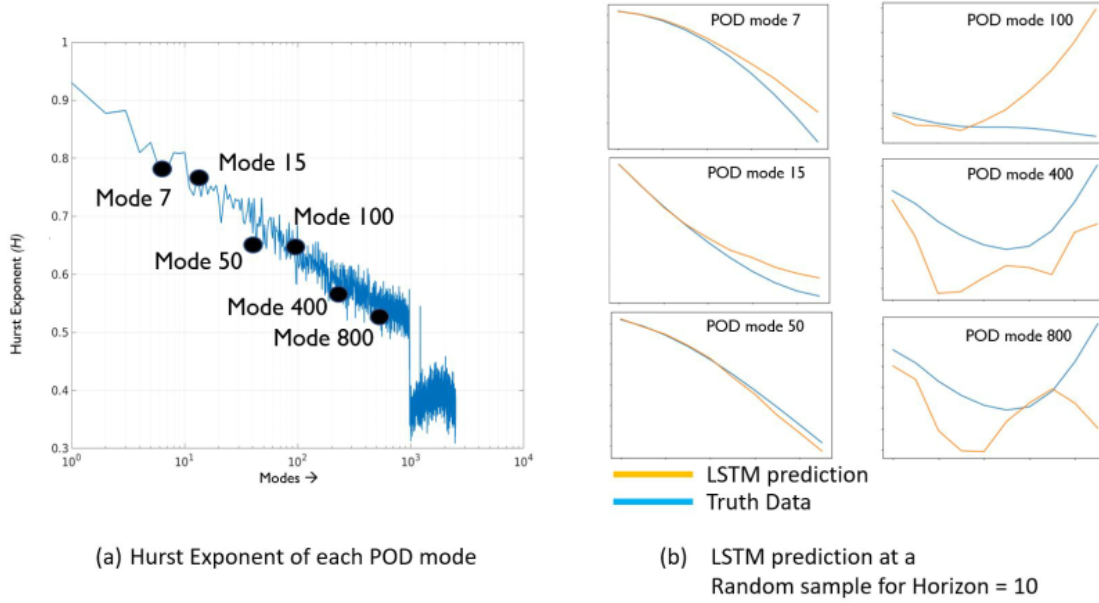 1
0.9
0.8
0.7
0.6
0.5
0.4
0.3
Hurst Exponent (H)
10^0
10^1
10^2
10^3
10^4
Modes →
Mode 7
Mode 15
Mode 50
Mode 100
Mode 400
Mode 800
(a) Hurst Exponent of each POD mode
POD mode 7
POD mode 100
POD mode 15
POD mode 400
POD mode 50
POD mode 800
LSTM prediction
Truth Data
(b) LSTM prediction at a
Random sample for Horizon = 10